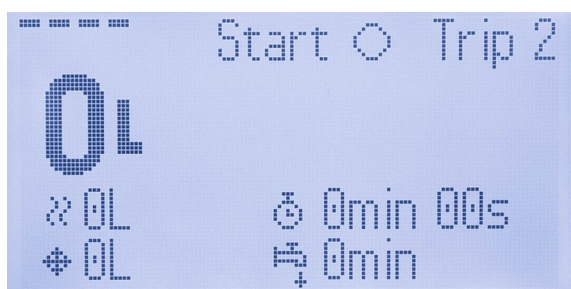 ---- Start ○ Trip 2
0L
0L 0min 00s
0L 0min